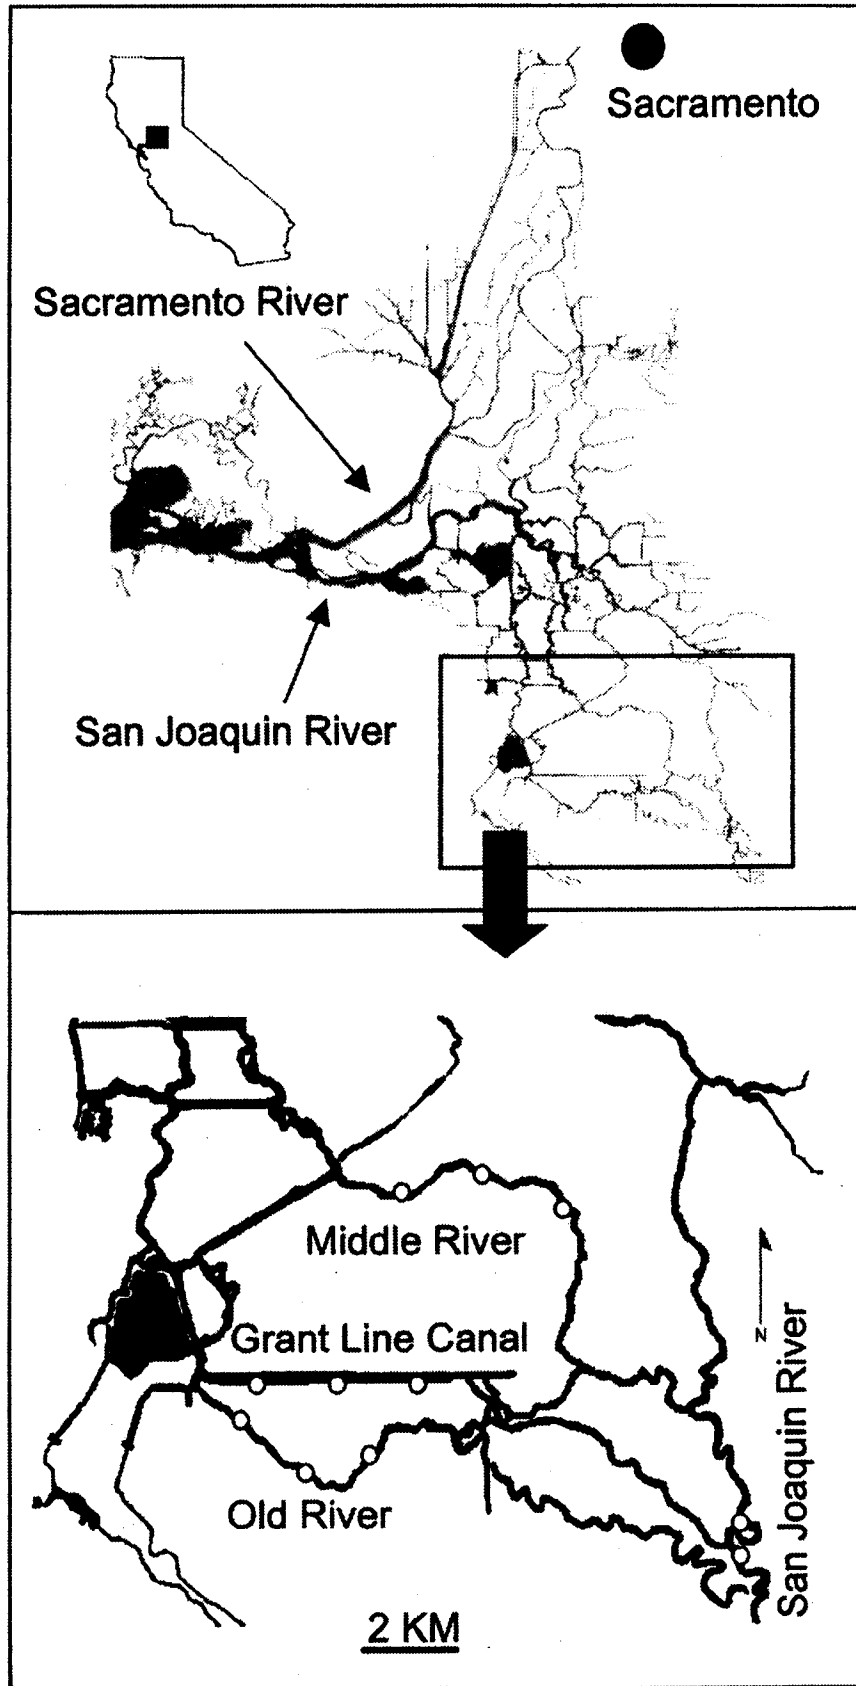 Sacramento
Sacramento River
San Joaquin River
Middle River
Grant Line Canal
Old River
2 KM
N
San Joaquin River